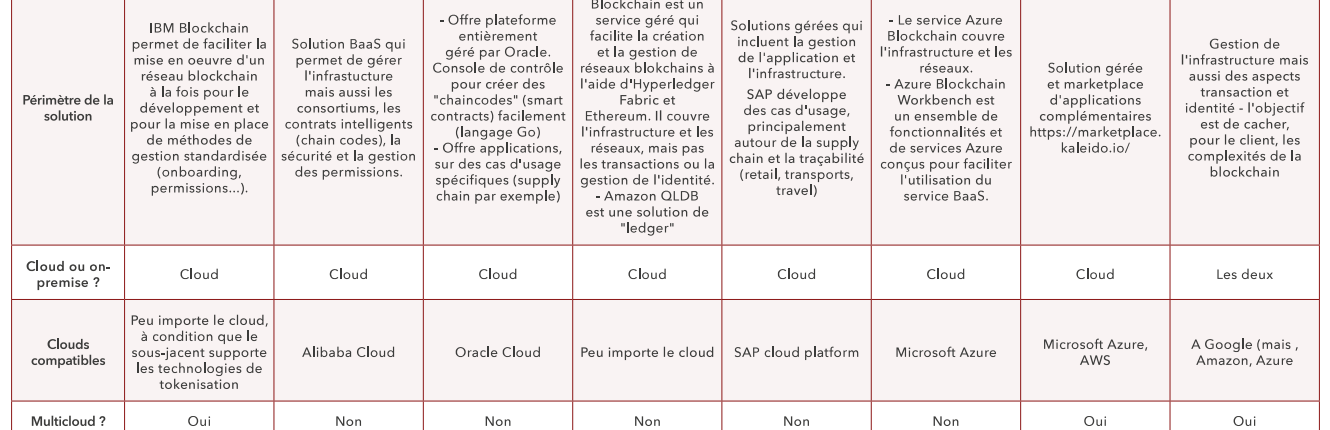 Périmètre de la
solution
IBM Blockchain
permet de faciliter la
mise en oeuvre d'un
réseau blockchain
à la fois pour le
développement et
pour la mise en place
de méthodes de
gestion standardisée
(onboarding,
permissions...).
Solution BaaS qui
permet de gérer
l'infrastucture
mais aussi les
consortiums, les
contrats intelligents
(chain codes), la
sécurité et la gestion
des permissions.
- Offre plateforme
entièrement
géré par Oracle.
Console de contrôle
pour créer des
"chaincodes" (smart
contracts) facilement
(langage Go)
- Offre applications,
sur des cas d'usage
spécifiques (supply
chain par exemple)
Blockchain est un
service géré qui
facilite la création
et la gestion de
réseaux blokchains à
l'aide d'Hyperledger
Fabric et
Ethereum. Il couvre
l'infrastructure et les
réseaux, mais pas
les transactions ou la
gestion de l'identité.
- Amazon QLDB
est une solution de
"ledger"
Solutions gérées qui
incluent la gestion
de l'application et
l'infrastructure.
SAP développe
des cas d'usage,
principalement
autour de la supply
chain et la traçabilité
(retail, transports,
travel)
- Le service Azure
Blockchain couvre
l'infrastructure et les
réseaux.
- Azure Blockchain
Workbench est
un ensemble de
fonctionnalités et
de services Azure
conçus pour faciliter
l'utilisation du
service BaaS.
Solution gérée
et marketplace
d'applications
complémentaires
https://marketplace.
kaleido.io/
Gestion de
l'infrastructure mais
aussi des aspects
transaction et
identité - l'objectif
est de cacher,
pour le client, les
complexités de la
blockchain
Cloud ou on-
premise ?
Cloud
Cloud
Cloud
Cloud
Cloud
Cloud
Cloud
Les deux
Clouds
compatibles
Peu importe le cloud,
à condition que le
sous-jacent supporte
les technologies de
tokenisation
Alibaba Cloud
Oracle Cloud
Peu importe le cloud
SAP cloud platform
Microsoft Azure
Microsoft Azure,
AWS
A Google (mais ,
Amazon, Azure
Multicloud ?
Oui
Non
Non
Non
Non
Non
Oui
Oui